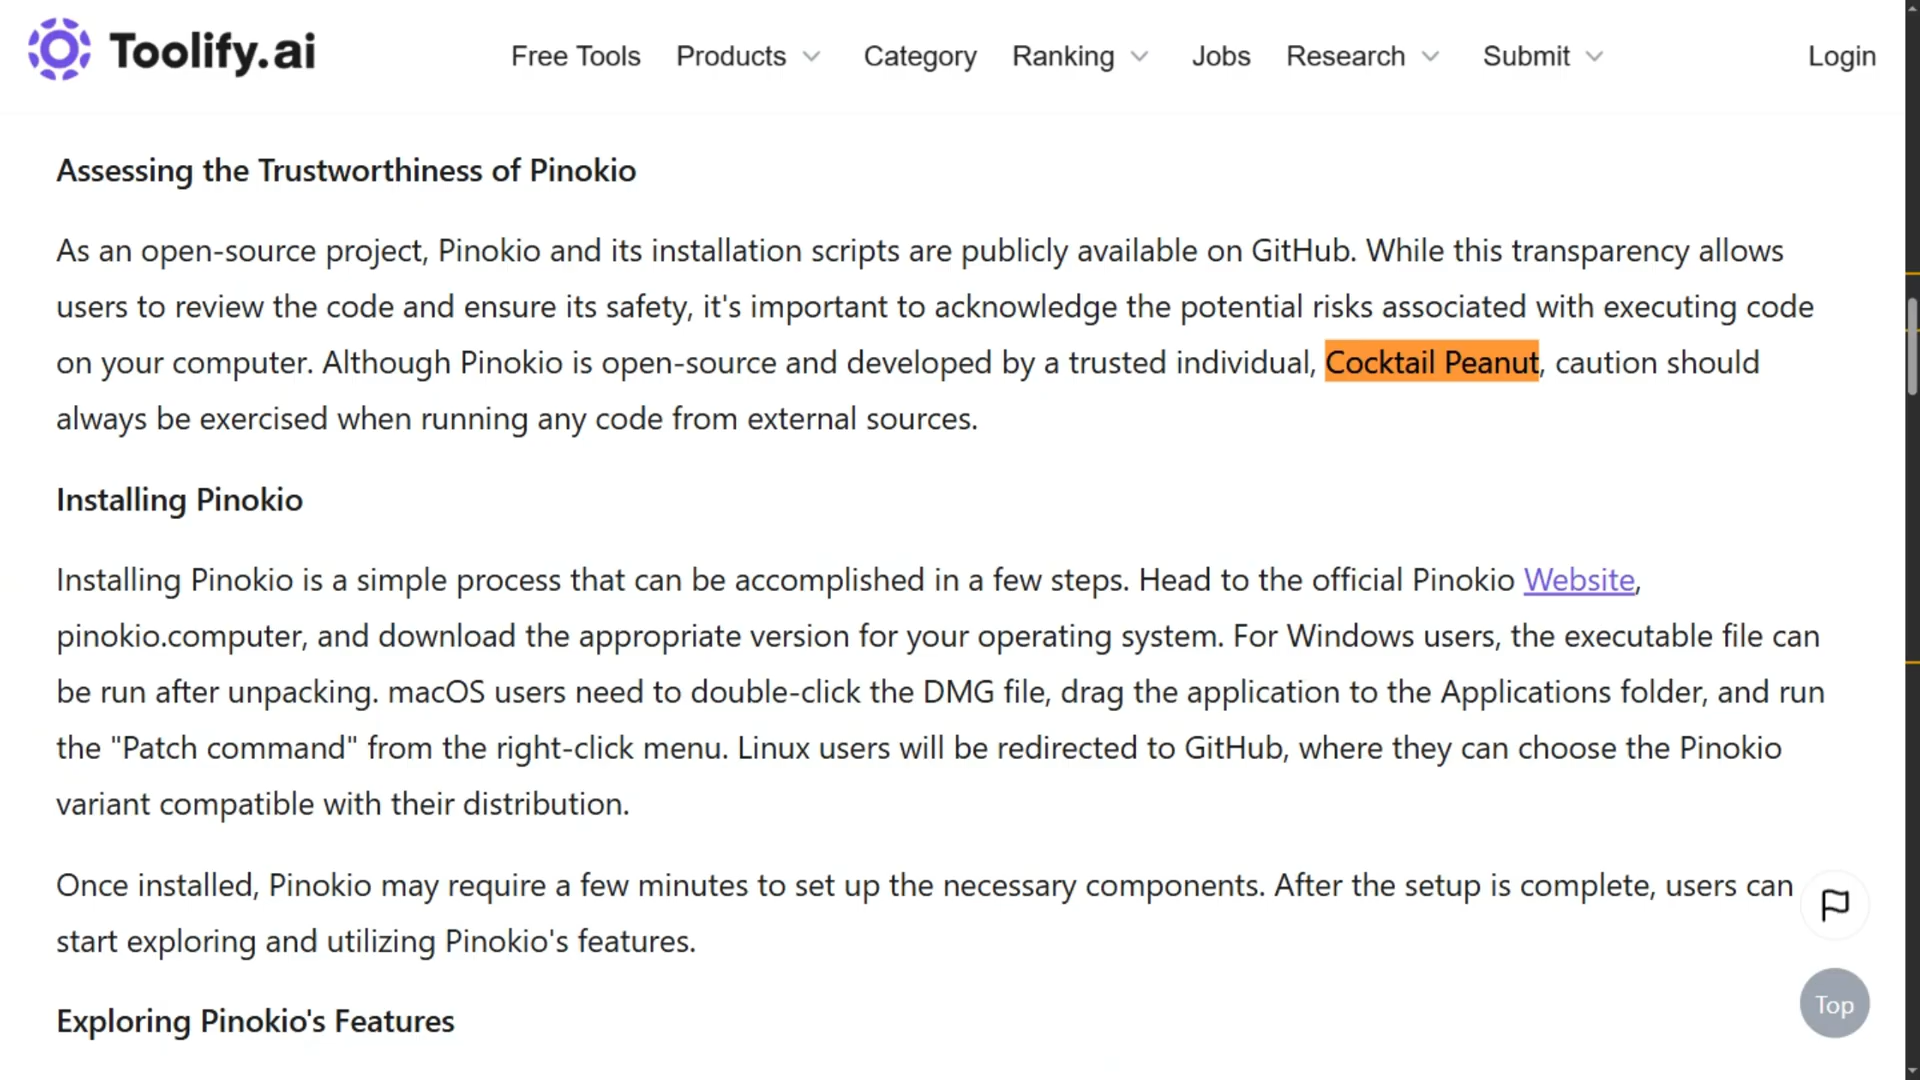 Toolify.ai
Free Tools Products Category Ranking Jobs Research Submit Login
Assessing the Trustworthiness of Pinokio
As an open-source project, Pinokio and its installation scripts are publicly available on GitHub. While this transparency allows
users to review the code and ensure its safety, it's important to acknowledge the potential risks associated with executing code
on your computer. Although Pinokio is open-source and developed by a trusted individual, Cocktail Peanut, caution should
always be exercised when running any code from external sources.
Installing Pinokio
Installing Pinokio is a simple process that can be accomplished in a few steps. Head to the official Pinokio Website,
pinokio.computer, and download the appropriate version for your operating system. For Windows users, the executable file can
be run after unpacking. macOS users need to double-click the DMG file, drag the application to the Applications folder, and run
the "Patch command" from the right-click menu. Linux users will be redirected to GitHub, where they can choose the Pinokio
variant compatible with their distribution.
Once installed, Pinokio may require a few minutes to set up the necessary components. After the setup is complete, users can
start exploring and utilizing Pinokio's features.
Top
Exploring Pinokio's Features